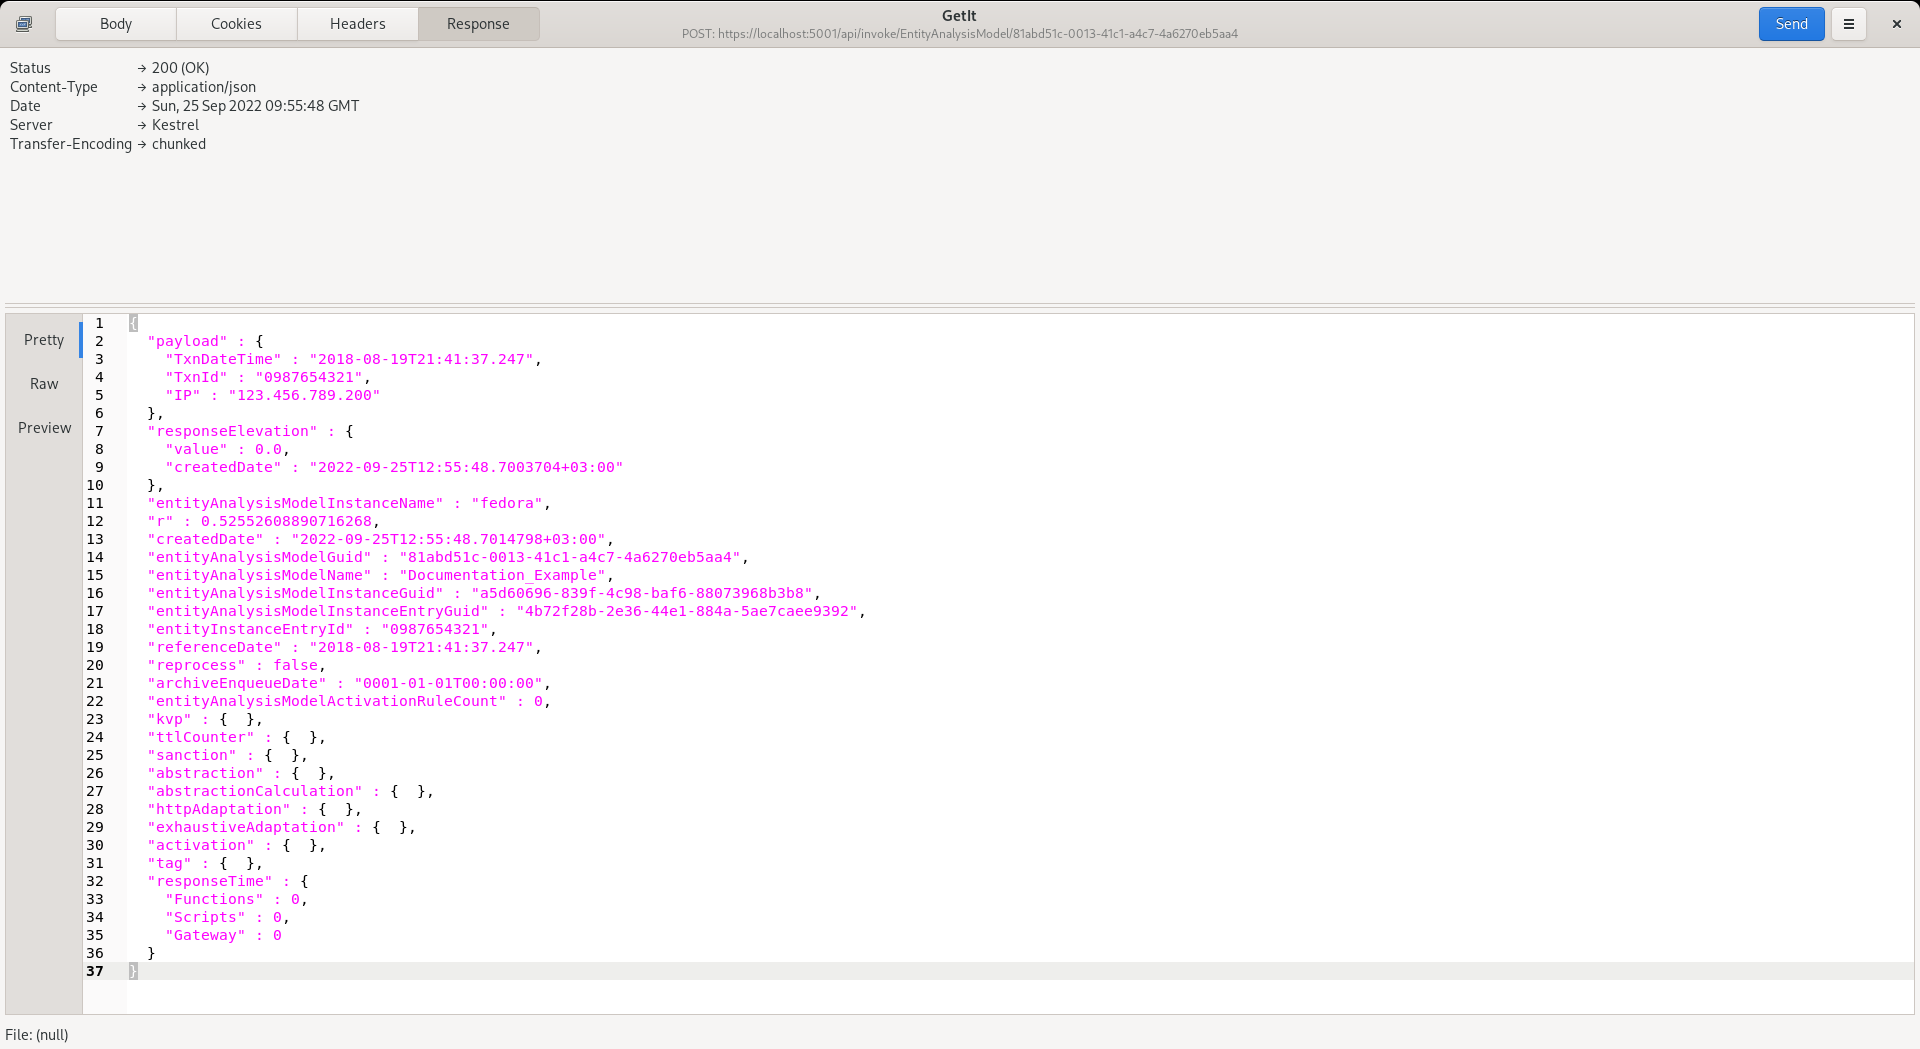 Body Cookies Headers Response GetIt Send
POST: https://localhost:5001/api/invoke/EntityAnalysisModel/81abd51c-0013-41c1-a4c7-4a6270eb5aa4
Status → 200 (OK)
Content-Type → application/json
Date → Sun, 25 Sep 2022 09:55:48 GMT
Server → Kestrel
Transfer-Encoding → chunked
Pretty
Raw
Preview
1 {
2 "payload" : {
3 "TxnDateTime" : "2018-08-19T21:41:37.247",
4 "TxnId" : "0987654321",
5 "IP" : "123.456.789.200"
6 },
7 "responseElevation" : {
8 "value" : 0.0,
9 "createdDate" : "2022-09-25T12:55:48.7003704+03:00"
10 },
11 "entityAnalysisModelInstanceName" : "fedora",
12 "r" : 0.52552608890716268,
13 "createdDate" : "2022-09-25T12:55:48.7014798+03:00",
14 "entityAnalysisModelGuid" : "81abd51c-0013-41c1-a4c7-4a6270eb5aa4",
15 "entityAnalysisModelName" : "Documentation_Example",
16 "entityAnalysisModelInstanceGuid" : "a5d60696-839f-4c98-baf6-88073968b3b8",
17 "entityAnalysisModelInstanceEntryGuid" : "4b72f28b-2e36-44e1-884a-5ae7caee9392",
18 "entityInstanceEntryId" : "0987654321",
19 "referenceDate" : "2018-08-19T21:41:37.247",
20 "reprocess" : false,
21 "archiveEnqueueDate" : "0001-01-01T00:00:00",
22 "entityAnalysisModelActivationRuleCount" : 0,
23 "kvp" : {  },
24 "ttlCounter" : {  },
25 "sanction" : {  },
26 "abstraction" : {  },
27 "abstractionCalculation" : {  },
28 "httpAdaptation" : {  },
29 "exhaustiveAdaptation" : {  },
30 "activation" : {  },
31 "tag" : {  },
32 "responseTime" : {
33 "Functions" : 0,
34 "Scripts" : 0,
35 "Gateway" : 0
36 }
37 }
File: (null)